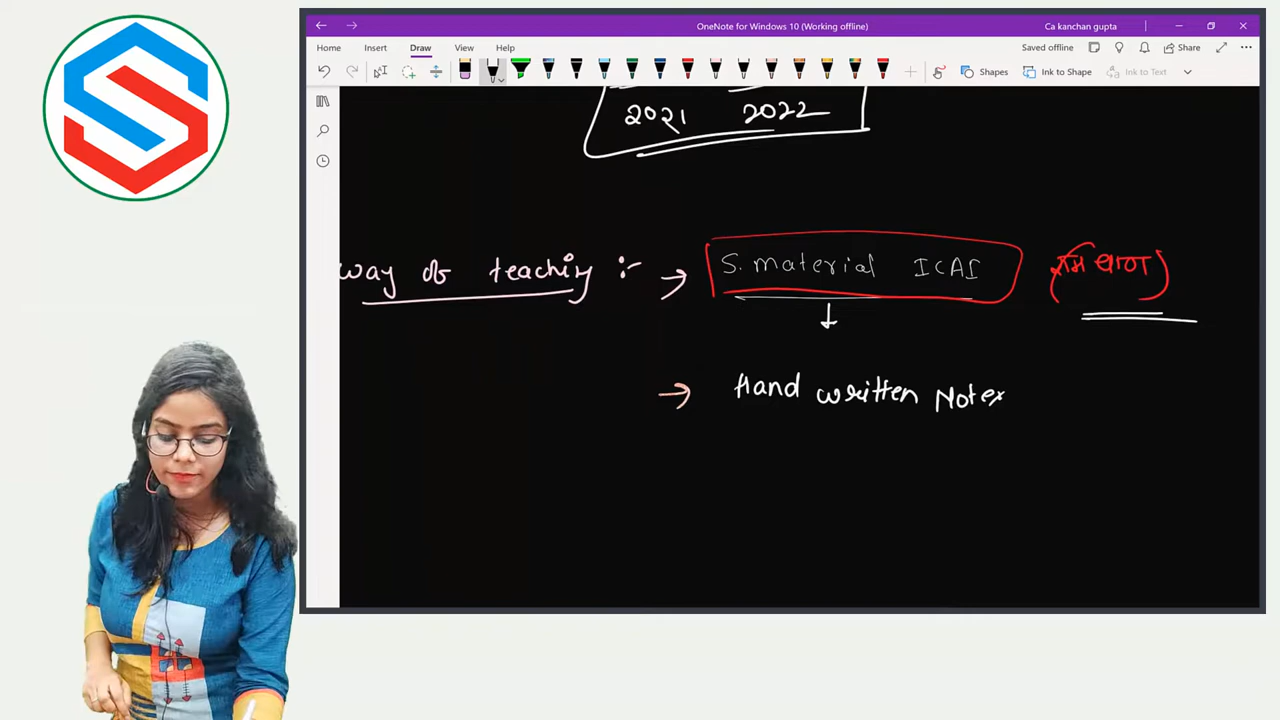 OneNote for Windows 10 (Working offline)
Ca kanchan gupta
Home Insert Draw View Help
Saved offline
Share
Shapes
Ink to Shape
Ink to Text
2021 2022
way of teaching :- → S. material ICAI
→ Hand written Notes